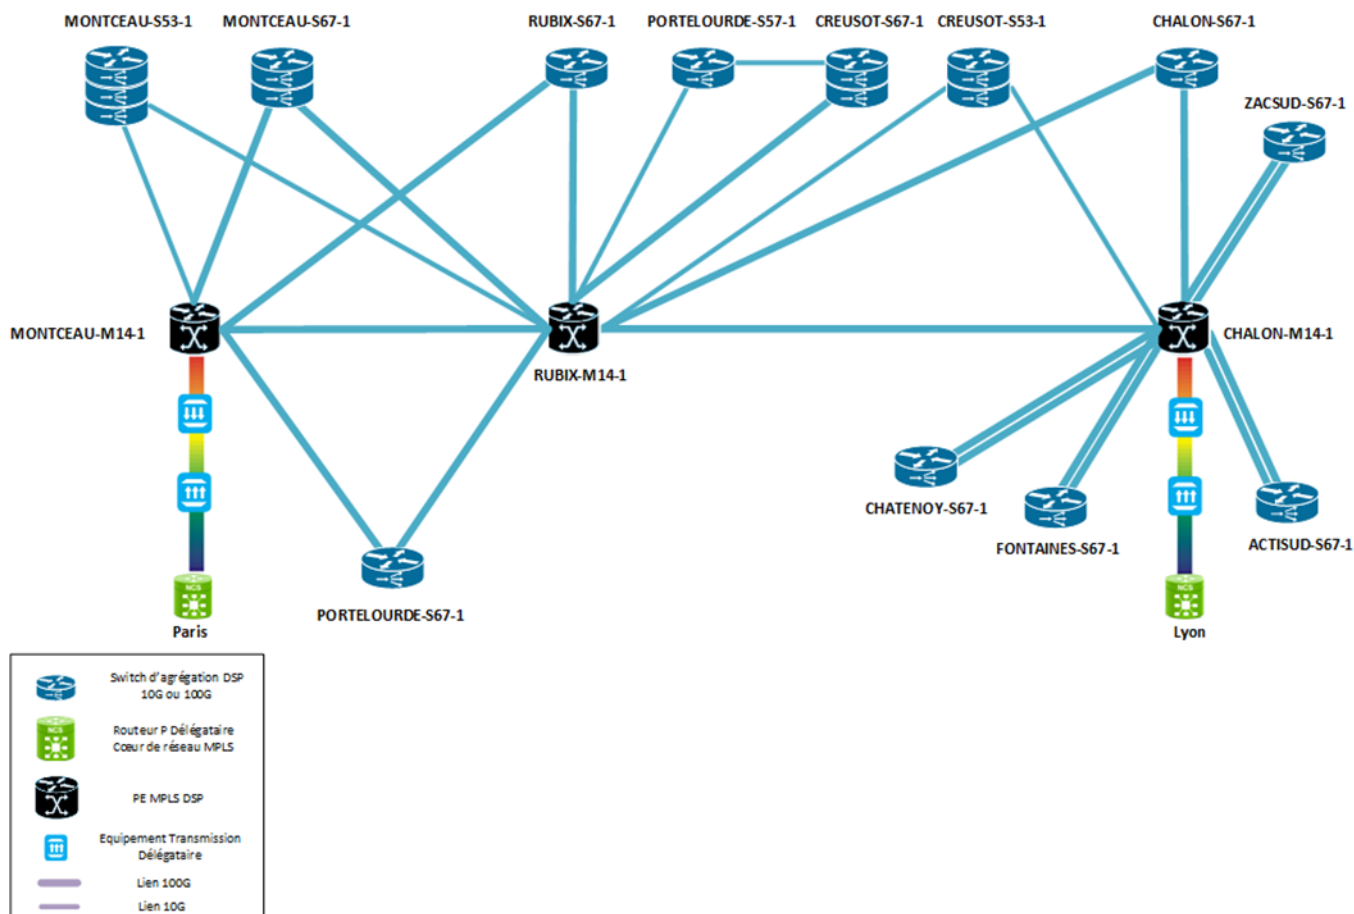 MONTCEAU-S53-1
MONTCEAU-S67-1
RUBIX-S67-1
PORTELOURDE-S57-1
CREUSOT-S67-1
CREUSOT-S53-1
CHALON-S67-1
ZACSUD-S67-1
MONTCEAU-M14-1
RUBIX-M14-1
CHALON-M14-1
CHATENOY-S67-1
FONTAINES-S67-1
ACTISUD-S67-1
PORTELOURDE-S67-1
NCS
Paris
NCS
Lyon
Switch d'agrégation DSP
10G ou 100G
NCS
Routeur P Délégataire
Cœur de réseau MPLS
PE MPLS DSP
Equipement Transmission
Délégataire
Lien 100G
Lien 10G